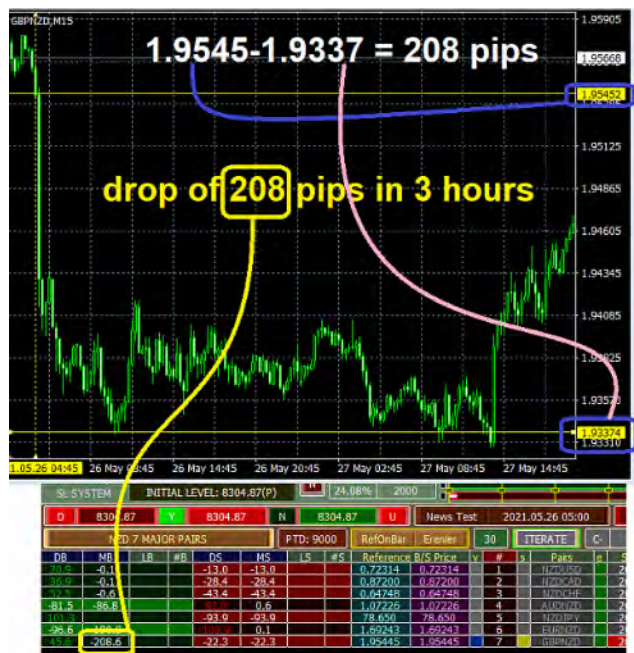 GBPNZD,M15
1.95905
1.9545-1.9337 = 208 pips
1.95668
1.95452
1.95125
drop of 208 pips in 3 hours
1.94865
1.94605
1.94345
1.94085
1.93825
1.93570
1.93374
1.93310
1.05.26 04:45 26 May 08:45 26 May 14:45 26 May 20:45 27 May 02:45 27 May 08:45 27 May 14:45
SL SYSTEM INITIAL LEVEL: 8304.87(P) N 24.08% 2000
D 8304.87 Y 8304.87 N 8304.87 U News Test 2021.05.26 05:00
NZD 7 MAJOR PAIRS PTD: 9000 RefOnBar Erenler 30 ITERATE C-
DB MB LB #B DS MS LS #S Reference B/S Price v # s Pairs e
-0.1 -13.0 -13.0 0.72314 0.72314 1 NZDUSD
-0.1 -28.4 -28.4 0.87200 0.87200 2 NZDCAD
-0.6 -43.4 -43.4 0.64748 0.64748 3 NZDCHF
-81.5 -86.8 0.6 1.07226 1.07226 4 AUDNZD
-93.9 -93.9 78.650 78.650 5 NZDJPY
-96.6 0.1 1.69243 1.69243 6 EURNZD
-208.6 -22.3 -22.3 1.95445 1.95445 7 GBPNZD